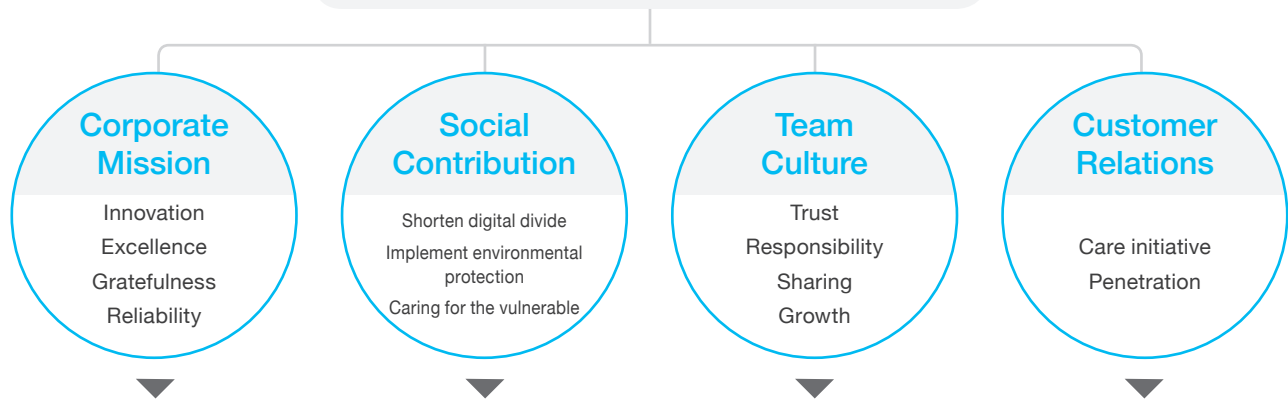 Corporate
Mission
Innovation
Excellence
Gratefulness
Reliability
Social
Contribution
Shorten digital divide
Implement environmental
protection
Caring for the vulnerable
Team
Culture
Trust
Responsibility
Sharing
Growth
Customer
Relations
Care initiative
Penetration